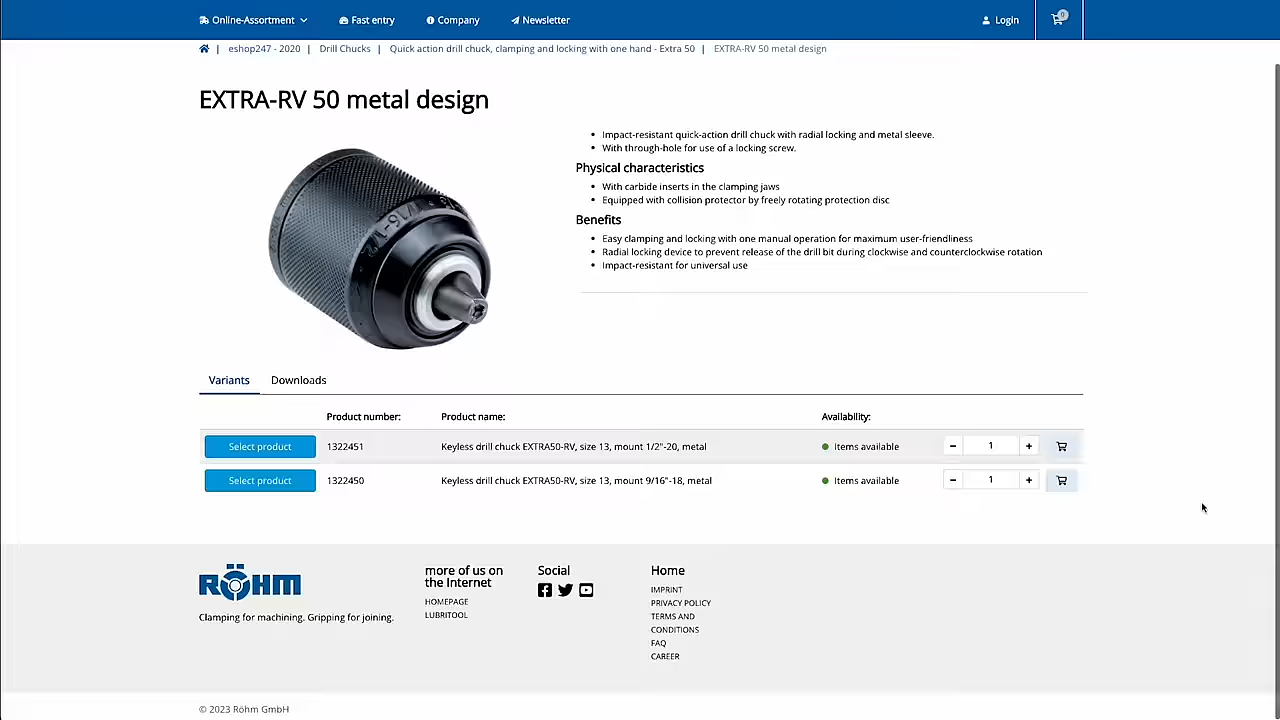 Online-Assortment Fast entry Company Newsletter Login 0
eshop247 - 2020 | Drill Chucks | Quick action drill chuck, clamping and locking with one hand - Extra 50 | EXTRA-RV 50 metal design
EXTRA-RV 50 metal design
• Impact-resistant quick-action drill chuck with radial locking and metal sleeve.
• With through-hole for use of a locking screw.
Physical characteristics
• With carbide inserts in the clamping jaws
• Equipped with collision protector by freely rotating protection disc
Benefits
• Easy clamping and locking with one manual operation for maximum user-friendliness
• Radial locking device to prevent release of the drill bit during clockwise and counterclockwise rotation
• Impact-resistant for universal use
Variants Downloads
Product number: Product name: Availability:
Select product 1322451 Keyless drill chuck EXTRA50-RV, size 13, mount 1/2"-20, metal Items available - 1 +
Select product 1322450 Keyless drill chuck EXTRA50-RV, size 13, mount 9/16"-18, metal Items available - 1 +
RÖHM
Clamping for machining. Gripping for joining.
more of us on
the Internet
HOMEPAGE
LUBRITOOL
Social
Home
IMPRINT
PRIVACY POLICY
TERMS AND
CONDITIONS
FAQ
CAREER
© 2023 Röhm GmbH